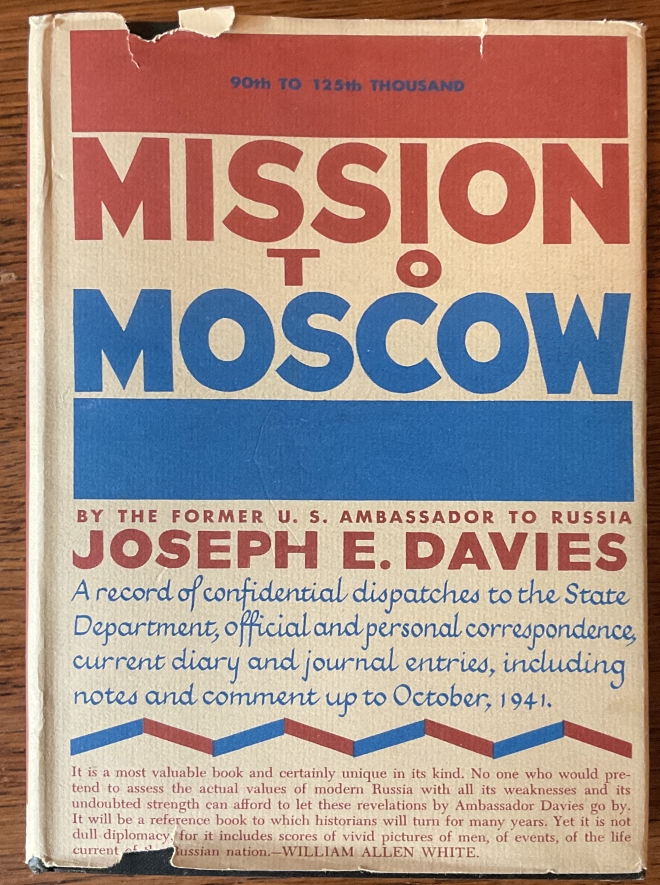 90th TO 125th THOUSAND
MISSION
TO
MOSCOW
BY THE FORMER U. S. AMBASSADOR TO RUSSIA
JOSEPH E. DAVIES
A record of confidential dispatches to the State
Department, official and personal correspondence,
current diary and journal entries, including
notes and comment up to October, 1941.
It is a most valuable book and certainly unique in its kind. No one who would pre-
tend to assess the actual values of modern Russia with all its weaknesses and its
undoubted strength can afford to let these revelations by Ambassador Davies go by.
It will be a reference book to which historians will turn for many years. Yet it is not
dull diplomacy, for it includes scores of vivid pictures of men, of events, of the life
current of nation.—WILLIAM ALLEN WHITE.